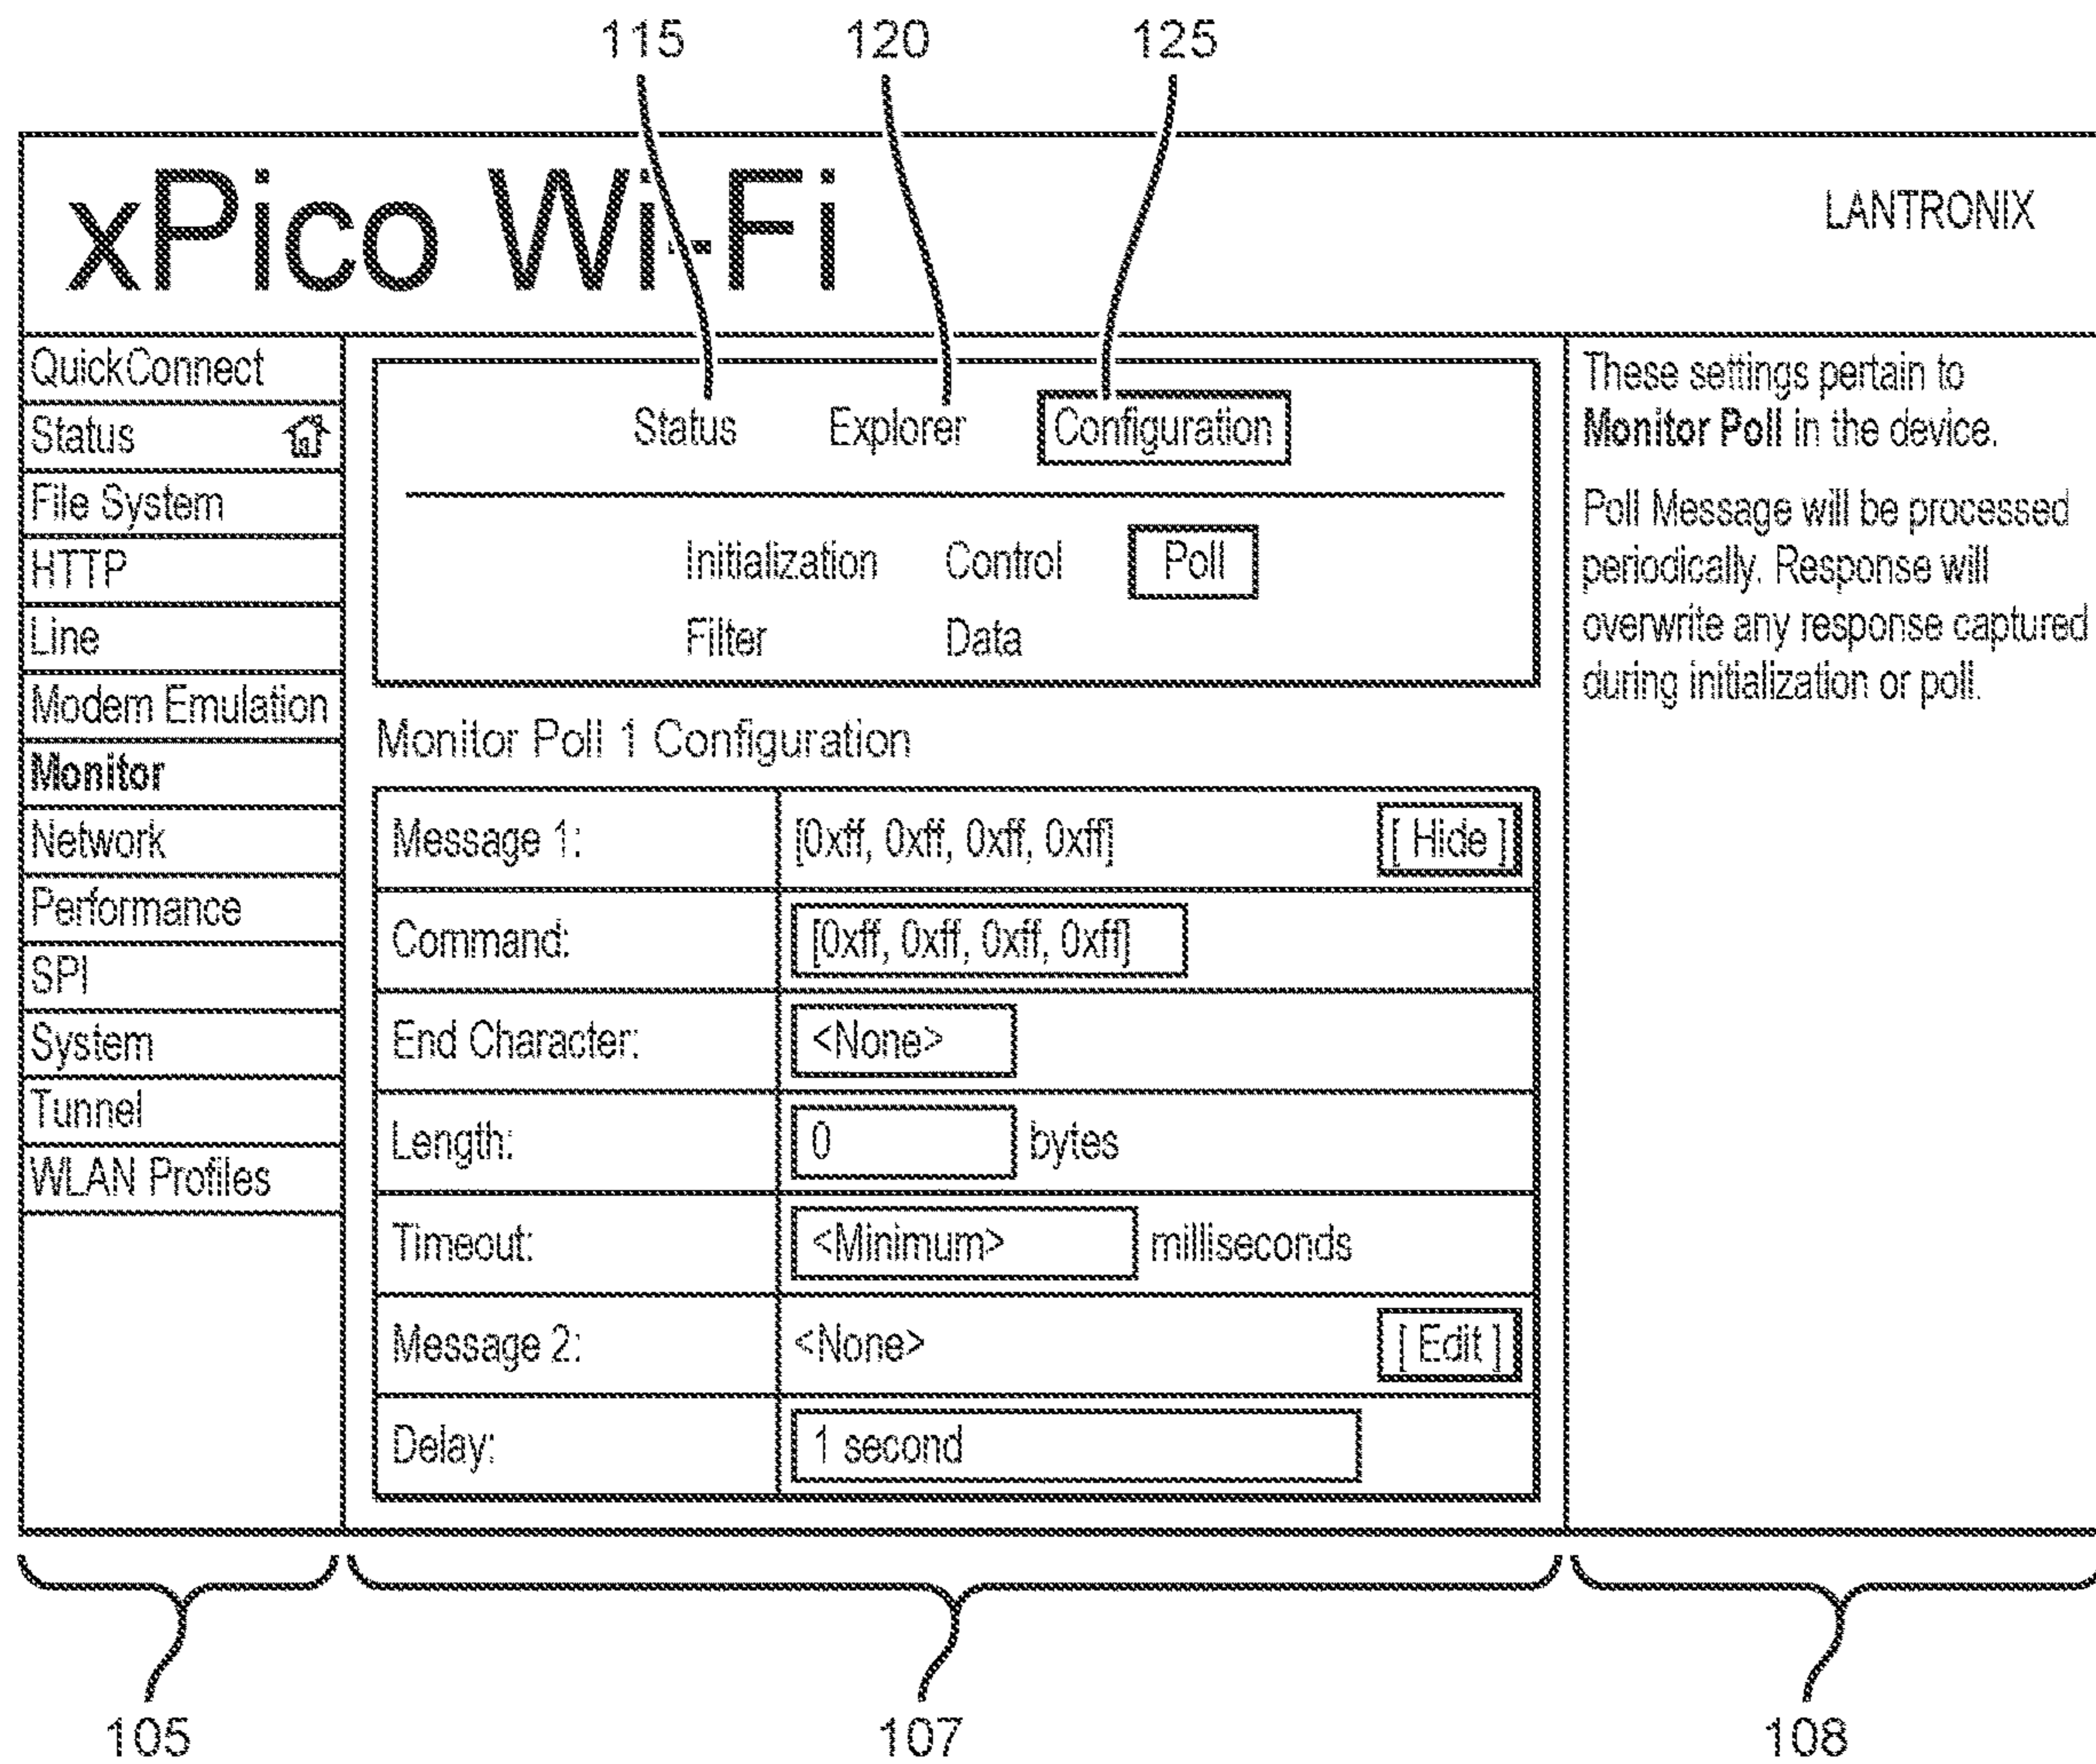 115 120 125
xPico Wi-Fi
LANTRONIX
QuickConnect
Status
File System
HTTP
Line
Modem Emulation
Monitor
Network
Performance
SPI
System
Tunnel
WLAN Profiles
Status Explorer Configuration
Initialization Control Poll
Filter Data
Monitor Poll 1 Configuration
Message 1: [0xff, 0xff, 0xff, 0xff] [ Hide ]
Command: [0xff, 0xff, 0xff, 0xff]
End Character: <None>
Length: 0 bytes
Timeout: <Minimum> milliseconds
Message 2: <None> [ Edit ]
Delay: 1 second
These settings pertain to
Monitor Poll in the device.
Poll Message will be processed
periodically. Response will
overwrite any response captured
during initialization or poll.
105 107 108